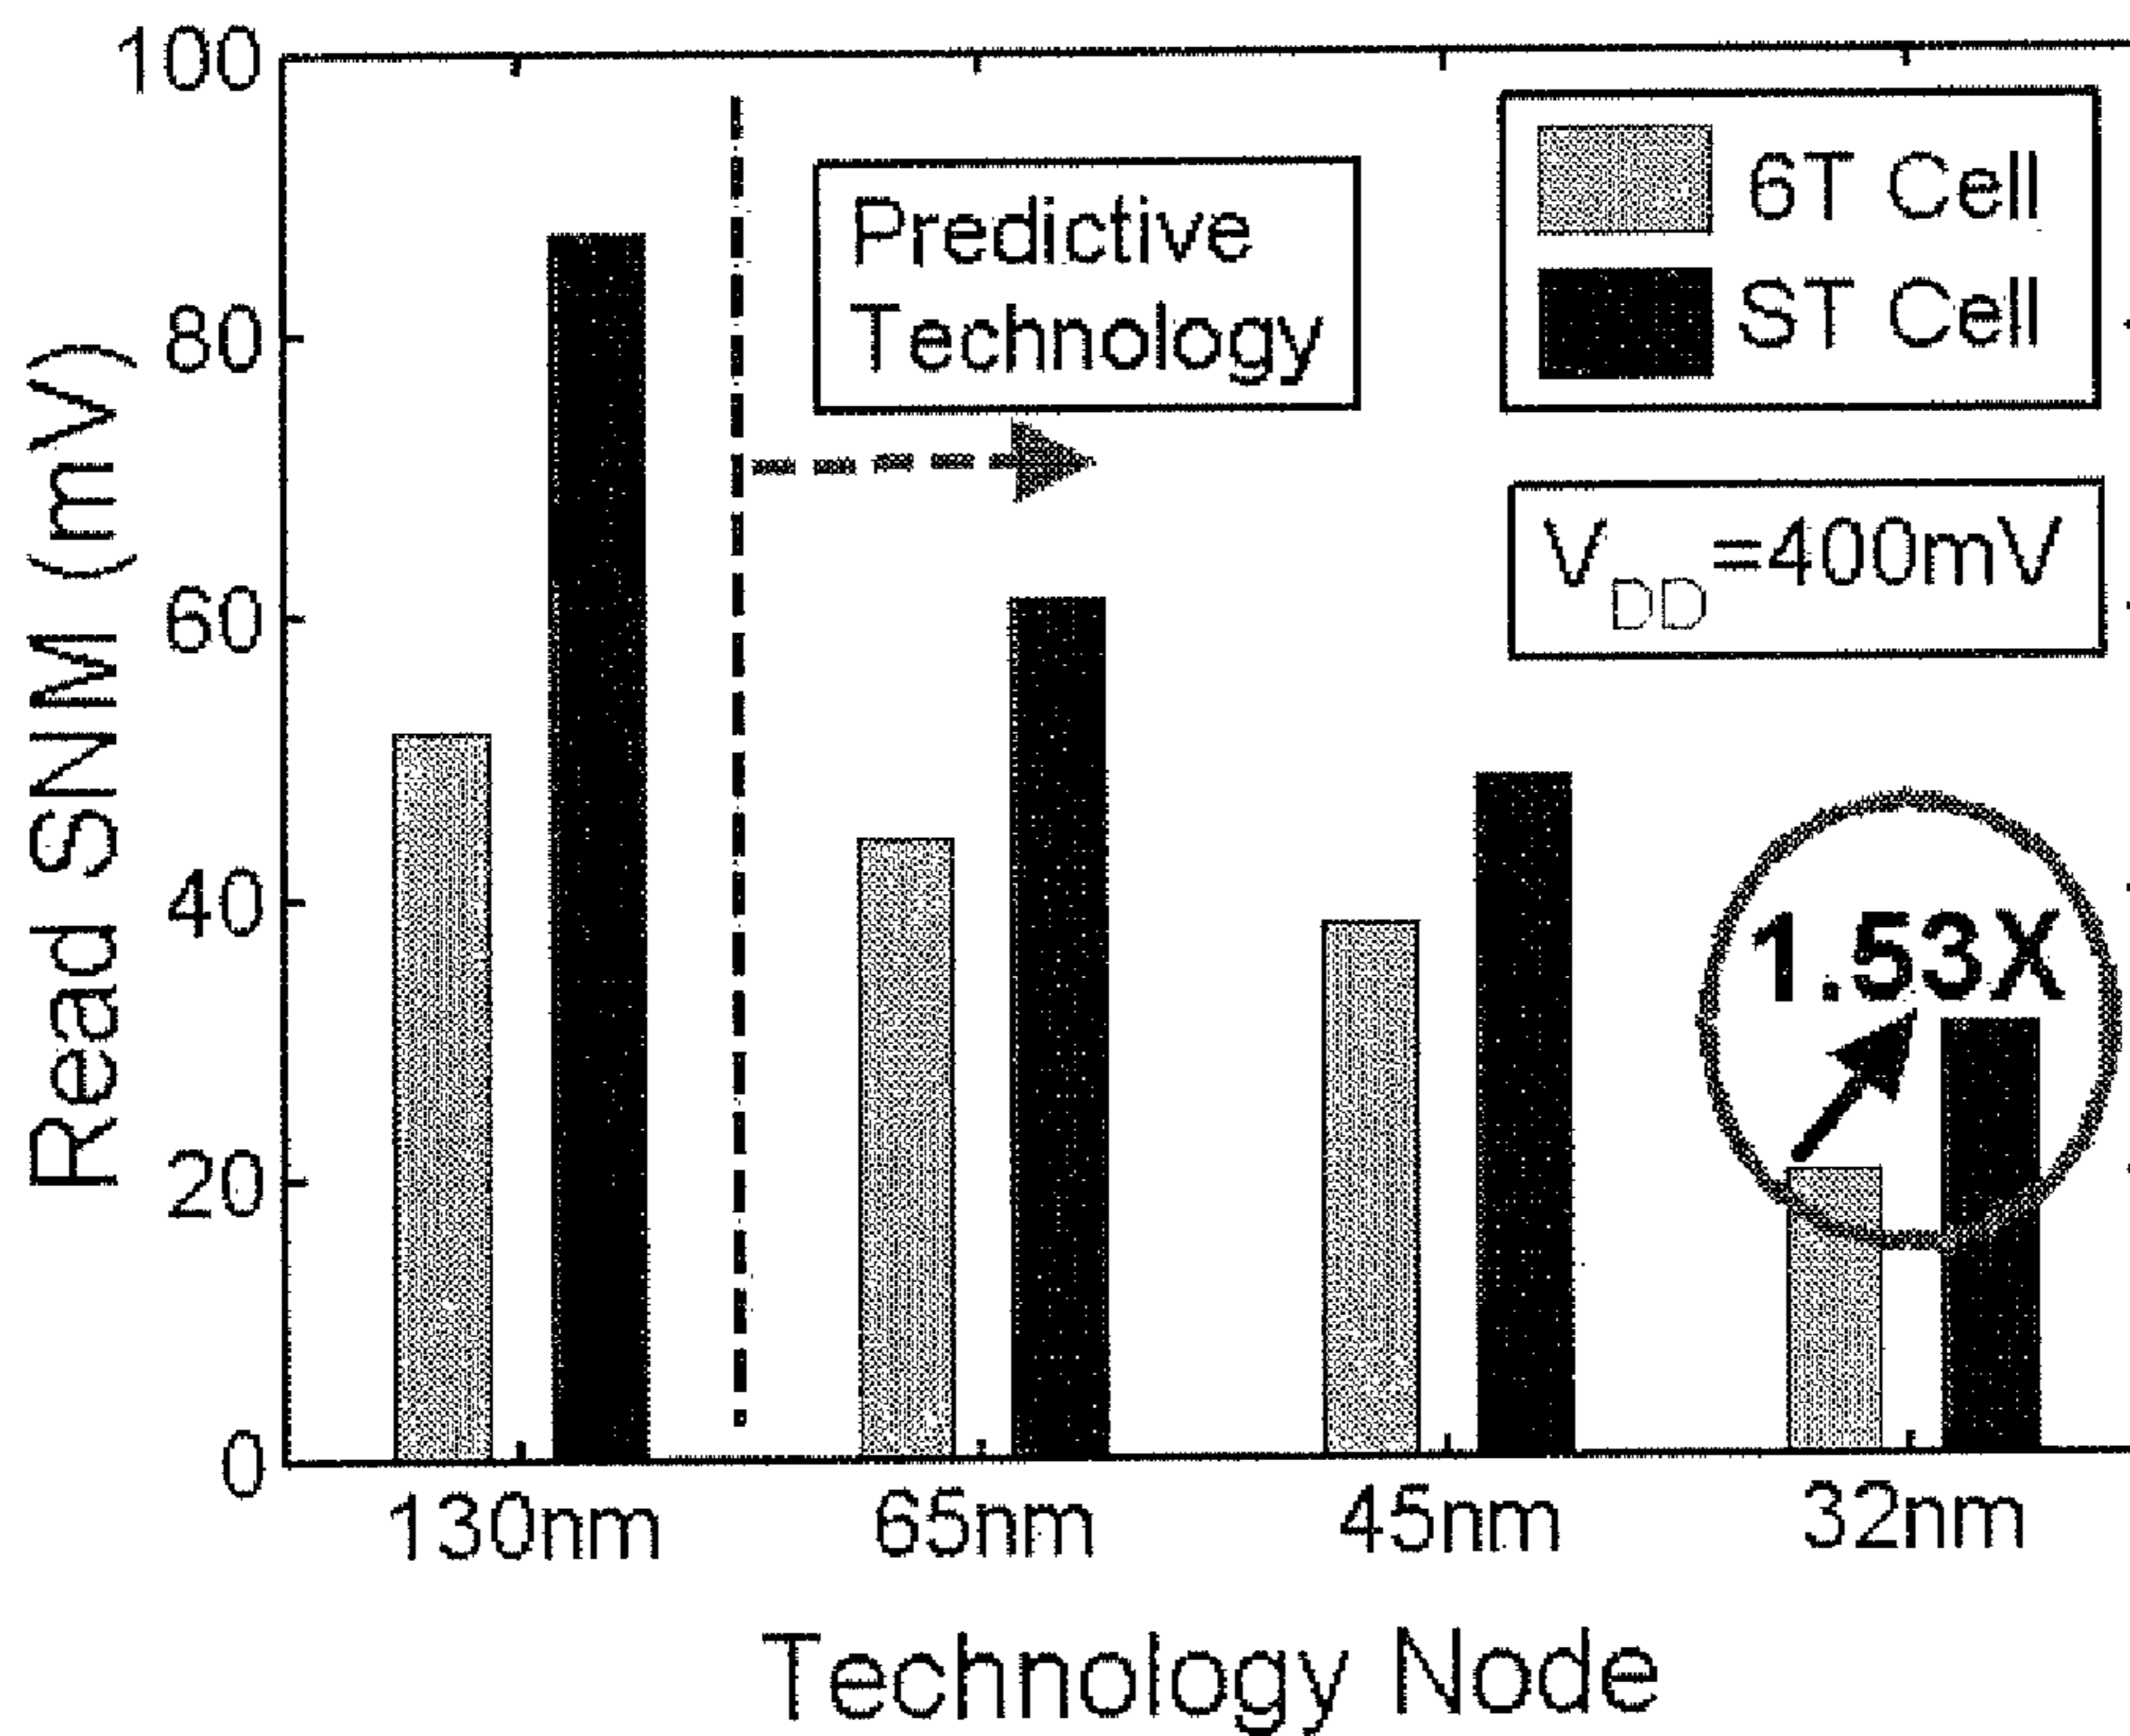 Read SNM (mV)
100
80
60
40
20
0
Predictive
Technology
6T Cell
ST Cell
VDD=400mV
1.53X
130nm 65nm 45nm 32nm
Technology Node